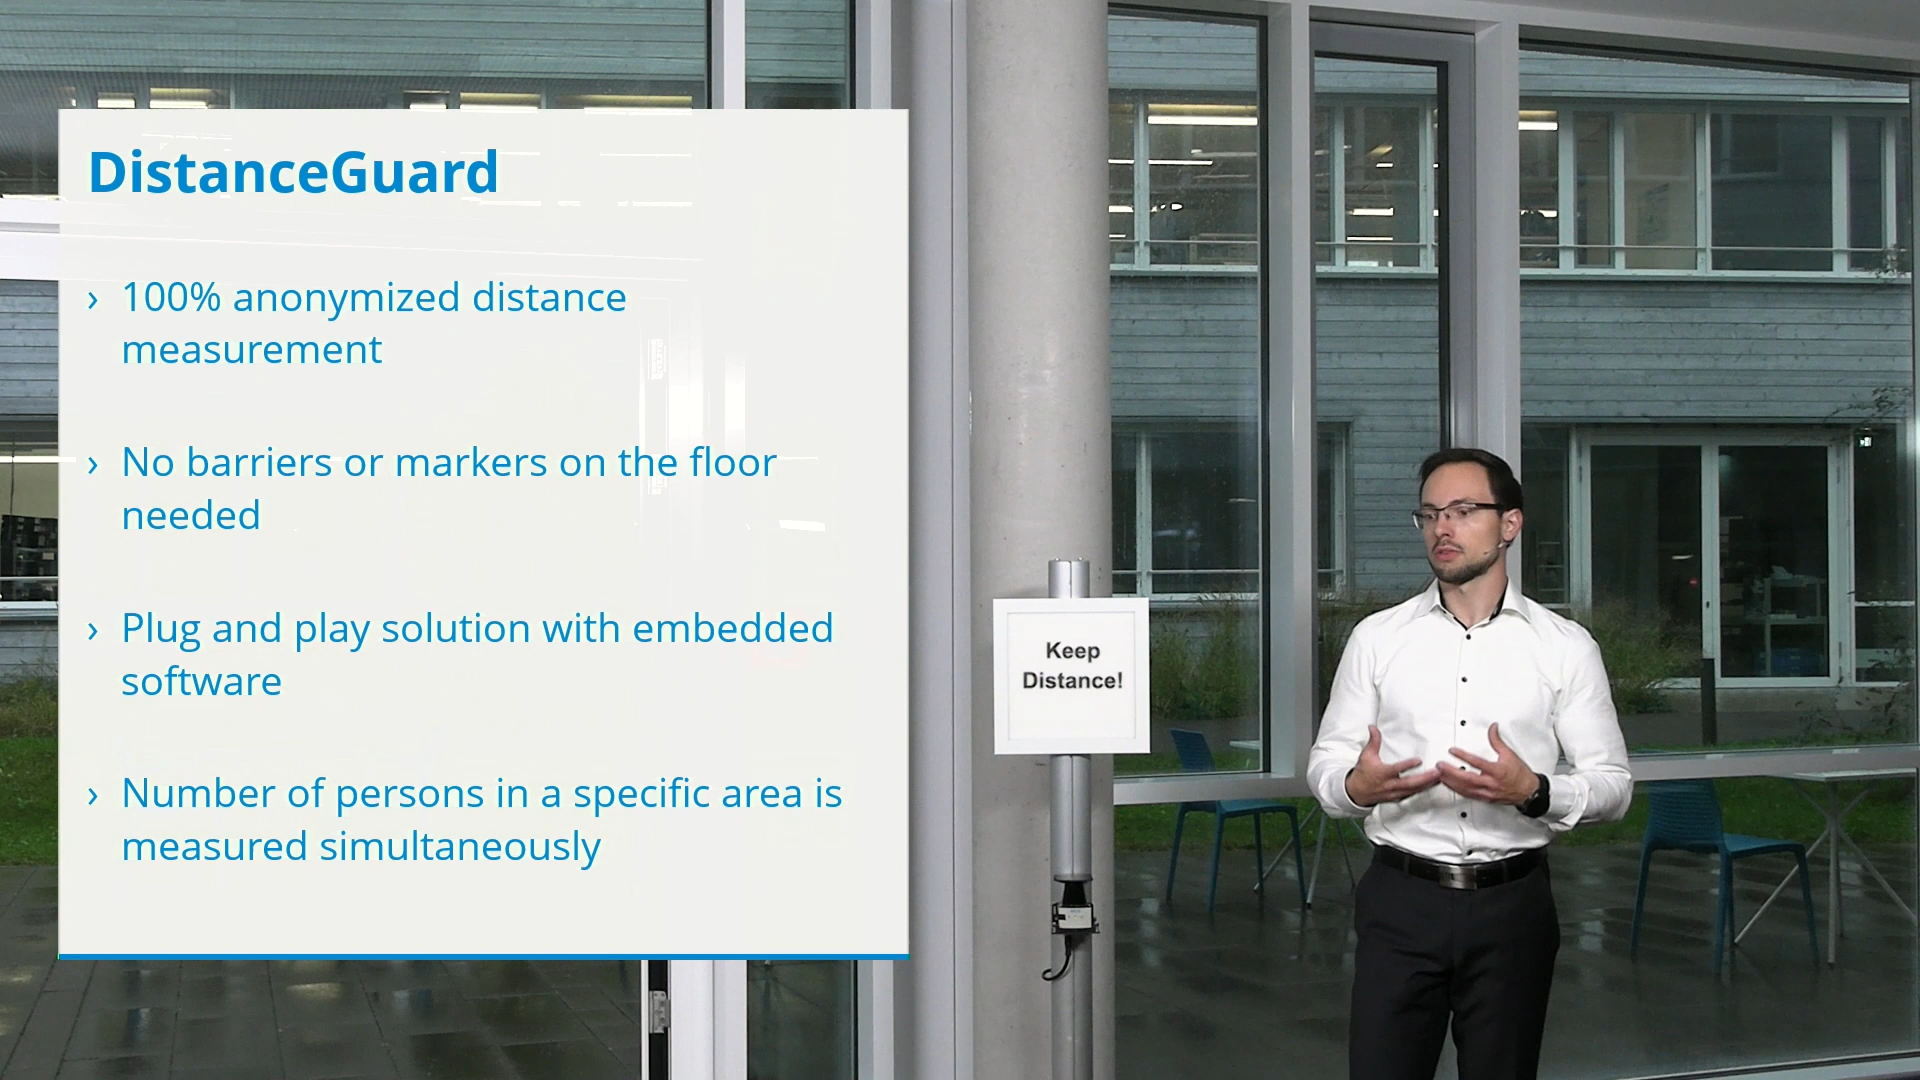 DistanceGuard
› 100% anonymized distance
measurement
› No barriers or markers on the floor
needed
› Plug and play solution with embedded
software
› Number of persons in a specific area is
measured simultaneously
Keep
Distance!